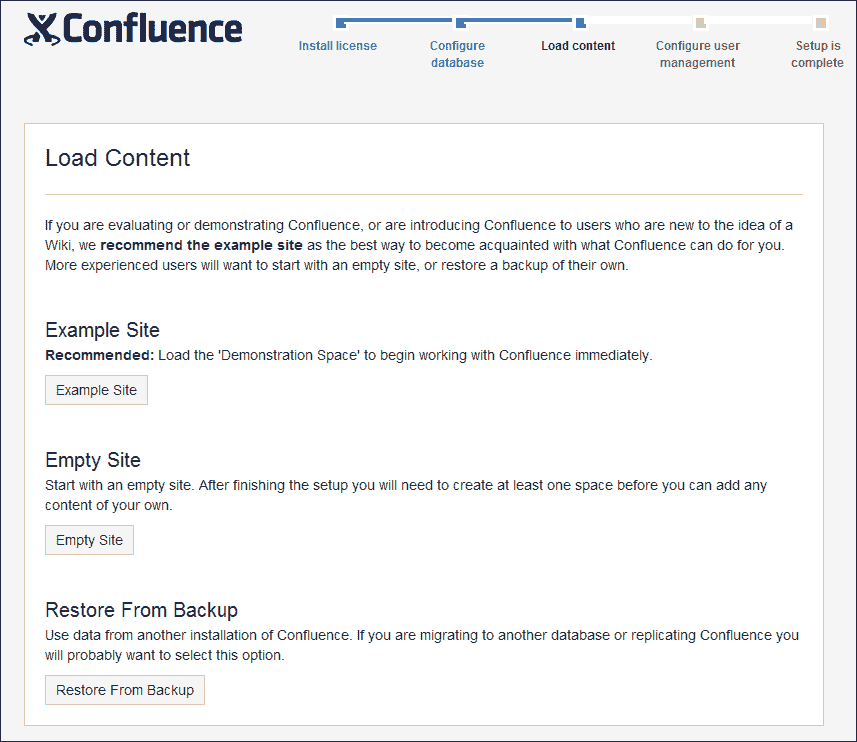 Confluence
Install license
Configure
database
Load content
Configure user
management
Setup is
complete
Load Content
If you are evaluating or demonstrating Confluence, or are introducing Confluence to users who are new to the idea of a
Wiki, we recommend the example site as the best way to become acquainted with what Confluence can do for you.
More experienced users will want to start with an empty site, or restore a backup of their own.
Example Site
Recommended: Load the 'Demonstration Space' to begin working with Confluence immediately.
Example Site
Empty Site
Start with an empty site. After finishing the setup you will need to create at least one space before you can add any
content of your own.
Empty Site
Restore From Backup
Use data from another installation of Confluence. If you are migrating to another database or replicating Confluence you
will probably want to select this option.
Restore From Backup